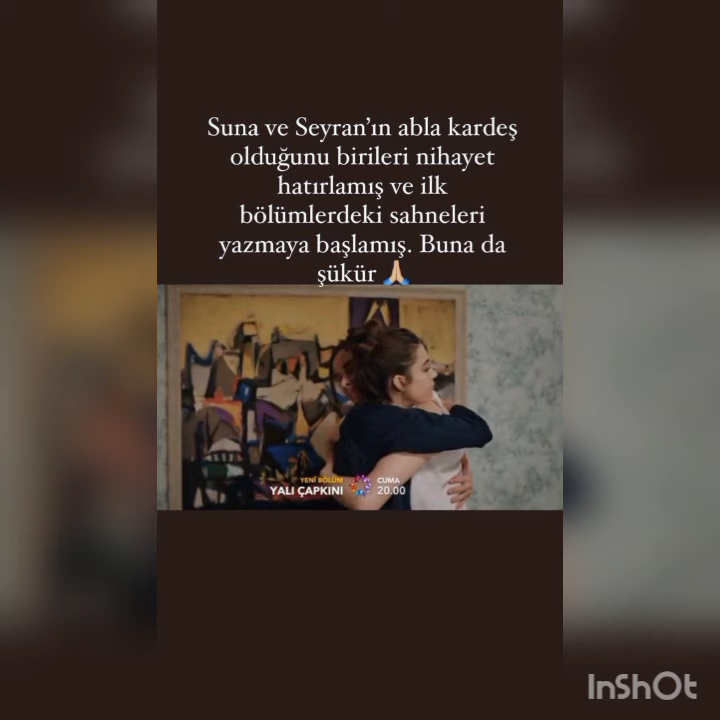 Suna ve Seyran’ın abla kardeş
olduğunu birileri nihayet
hatırlamış ve ilk
bölümlerdeki sahneleri
yazmaya başlamış. Buna da
şükür 🙏🏼
YENİ BÖLÜM
YALI ÇAPKINI
CUMA
20.00
InShOt